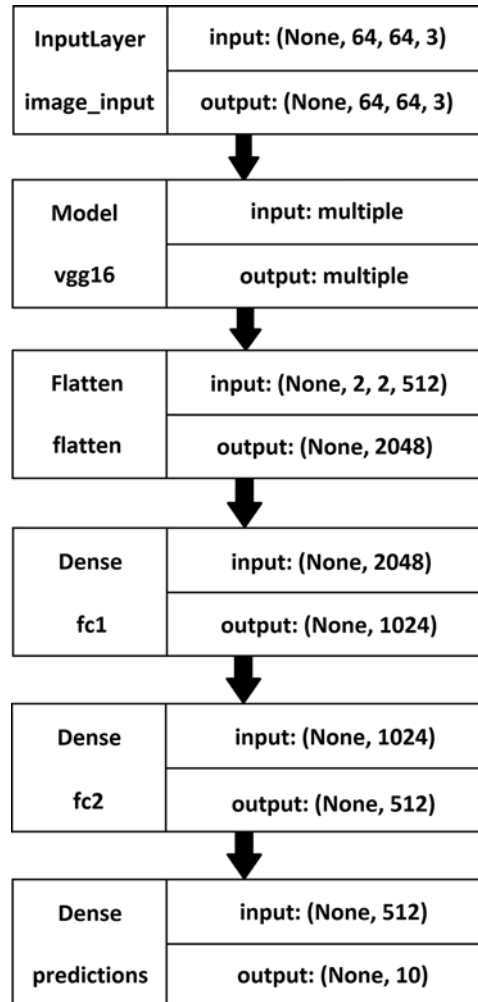 InputLayer
image_input
input: (None, 64, 64, 3)
output: (None, 64, 64, 3)
Model
vgg16
input: multiple
output: multiple
Flatten
flatten
input: (None, 2, 2, 512)
output: (None, 2048)
Dense
fc1
input: (None, 2048)
output: (None, 1024)
Dense
fc2
input: (None, 1024)
output: (None, 512)
Dense
predictions
input: (None, 512)
output: (None, 10)